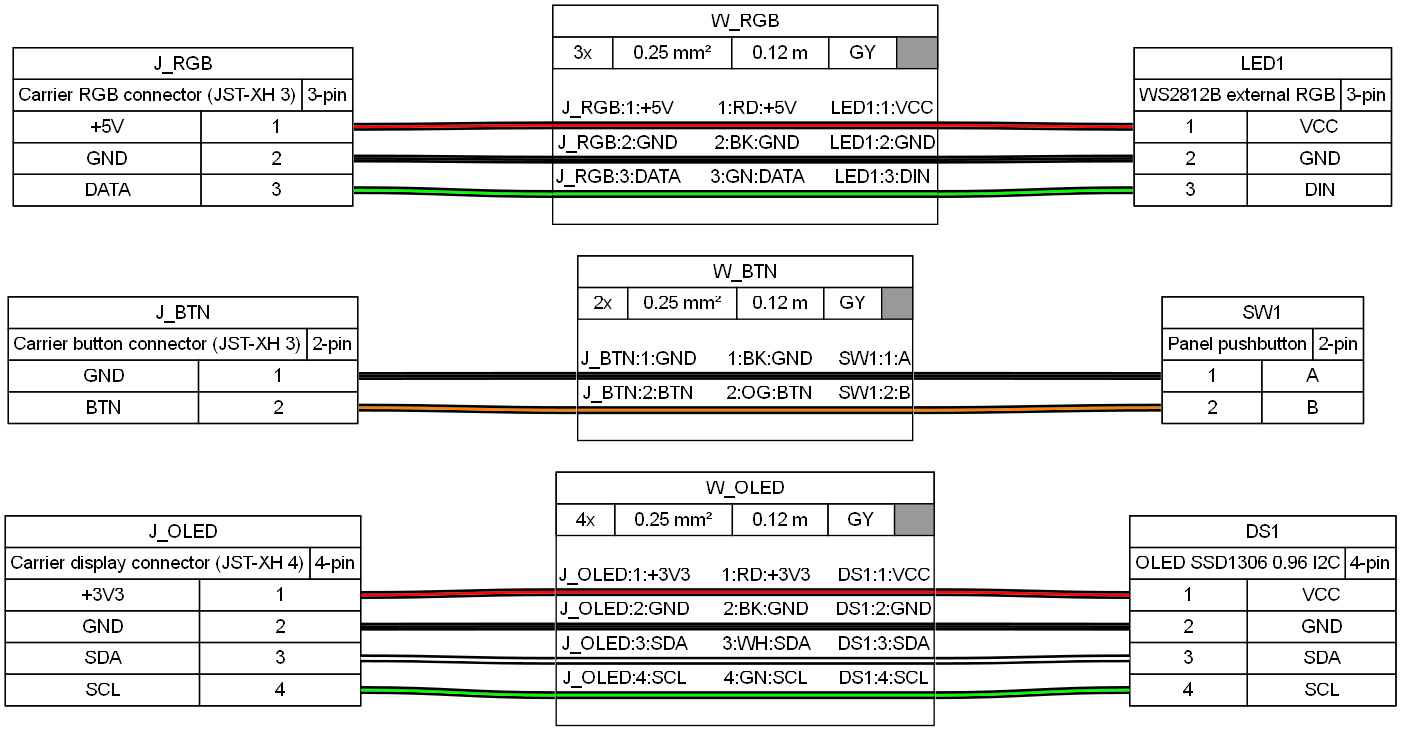 W_RGB
3x 0.25 mm² 0.12 m GY
J_RGB
Carrier RGB connector (JST-XH 3) 3-pin
+5V 1
GND 2
DATA 3
J_RGB:1:+5V 1:RD:+5V LED1:1:VCC
J_RGB:2:GND 2:BK:GND LED1:2:GND
J_RGB:3:DATA 3:GN:DATA LED1:3:DIN
LED1
WS2812B external RGB 3-pin
1 VCC
2 GND
3 DIN
W_BTN
2x 0.25 mm² 0.12 m GY
J_BTN
Carrier button connector (JST-XH 3) 2-pin
GND 1
BTN 2
J_BTN:1:GND 1:BK:GND SW1:1:A
J_BTN:2:BTN 2:OG:BTN SW1:2:B
SW1
Panel pushbutton 2-pin
1 A
2 B
W_OLED
4x 0.25 mm² 0.12 m GY
J_OLED
Carrier display connector (JST-XH 4) 4-pin
+3V3 1
GND 2
SDA 3
SCL 4
J_OLED:1:+3V3 1:RD:+3V3 DS1:1:VCC
J_OLED:2:GND 2:BK:GND DS1:2:GND
J_OLED:3:SDA 3:WH:SDA DS1:3:SDA
J_OLED:4:SCL 4:GN:SCL DS1:4:SCL
DS1
OLED SSD1306 0.96 I2C 4-pin
1 VCC
2 GND
3 SDA
4 SCL